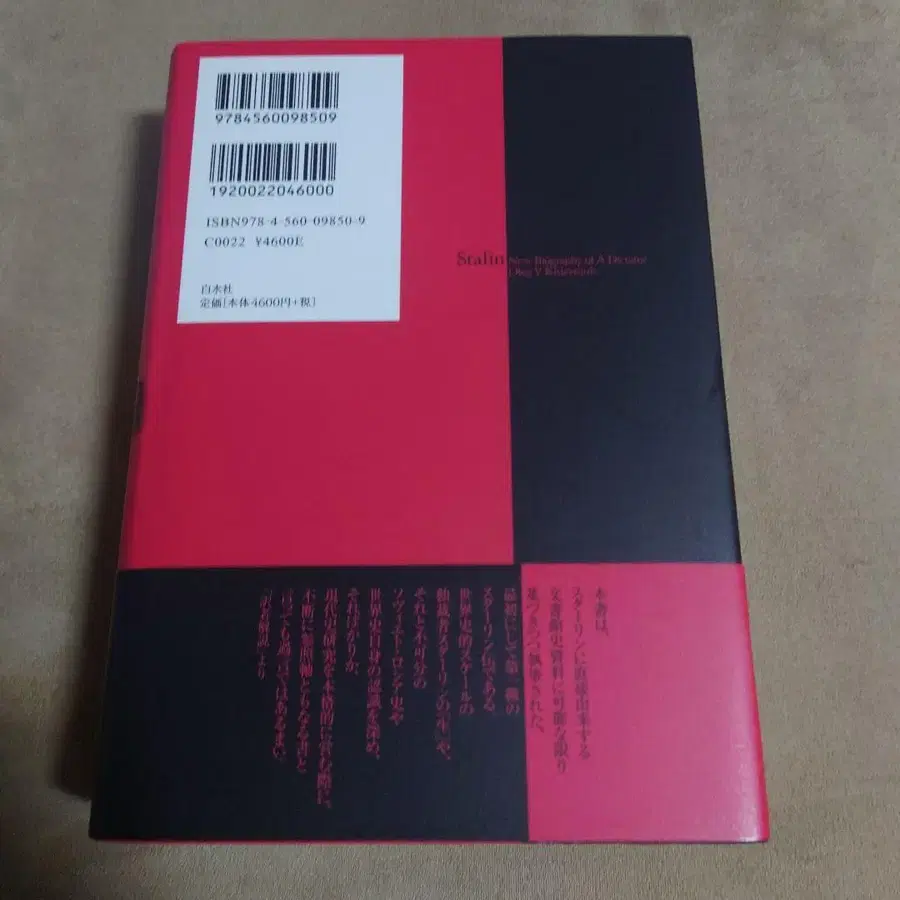 9784560098509
1920022046000
ISBN978-4-560-09850-9
C0022 ¥4600E
白水社
定価[本体4600円+税]
Stalin New Biography of A Dictator
Oleg V Khlevniuk
本書は、
スターリンに直接由来する
文書館史資料に可能な限り
基づきつつ執筆された、
最初にして第一級の
スターリン伝である。
世界史的スケールの
独裁者スターリンの「生」や、
それと不可分の
ソヴィエト・ロシア史や
世界史自身の認識を深め、
そればかりか、
現代史研究を本格的に営む際に、
不断に参照軸となる書と
言っても過言ではあるまい。
「訳者解説」より